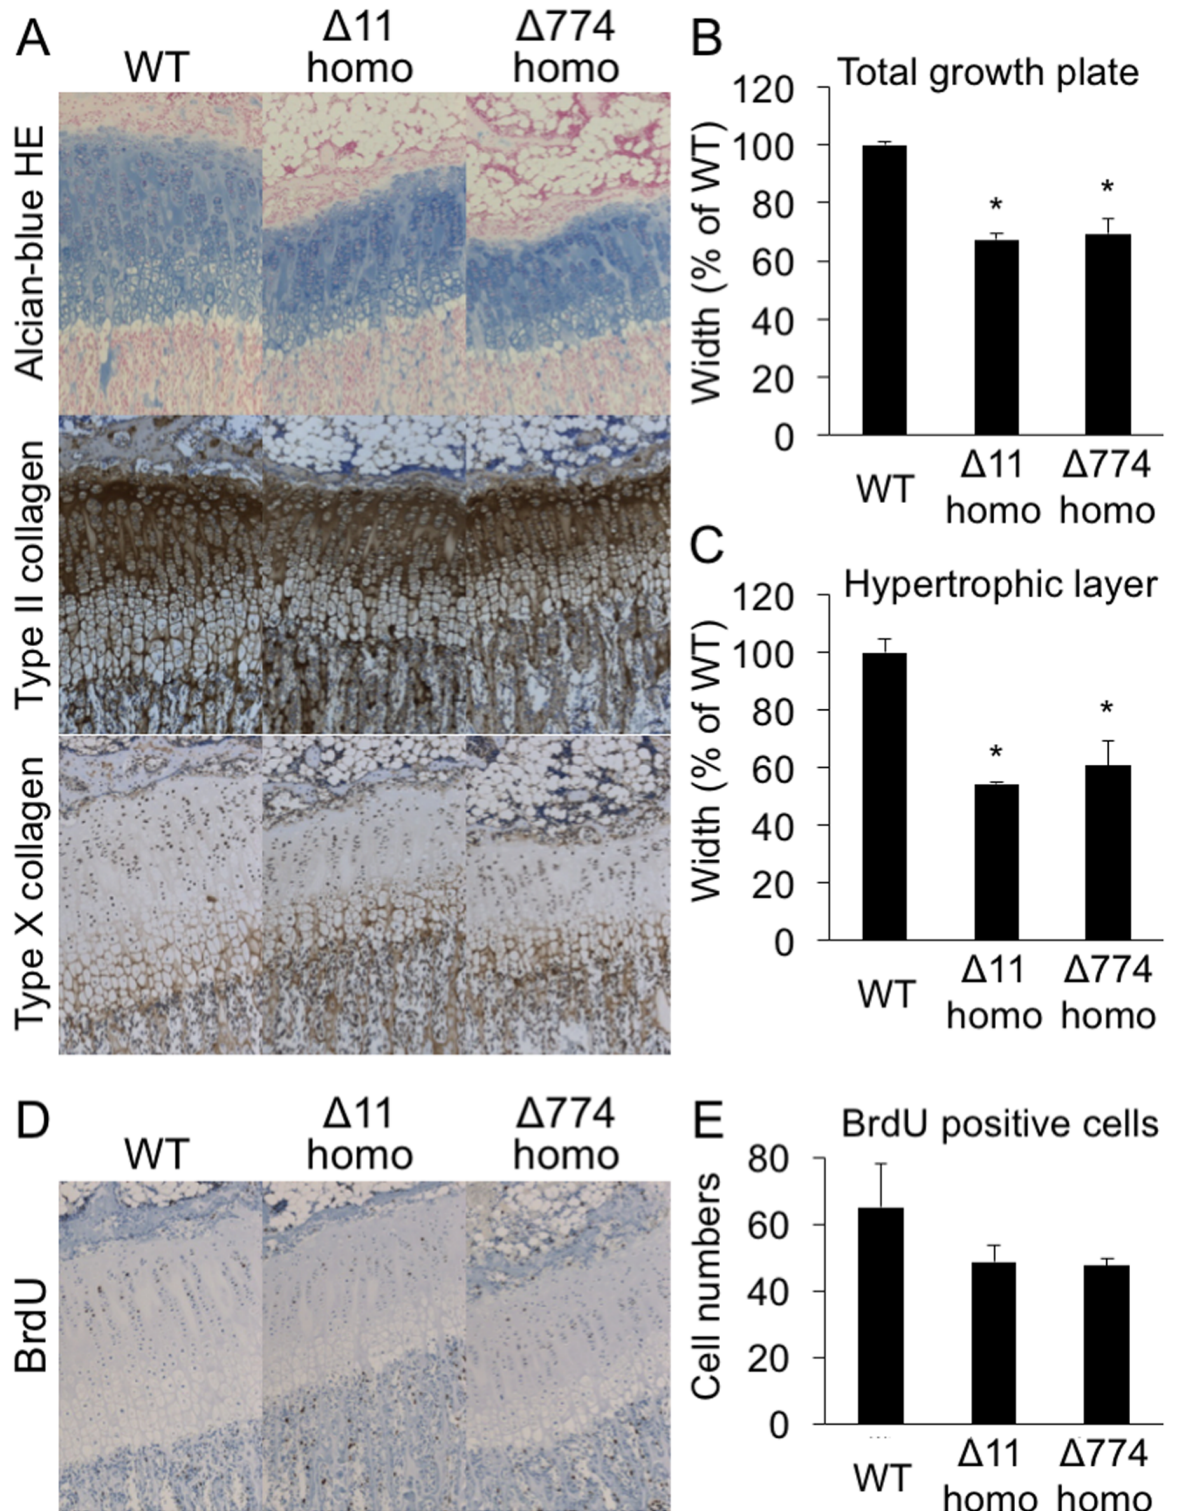 A
WT
Δ11
homo
Δ774
homo
Alcian-blue HE
Type II collagen
Type X collagen
B
Total growth plate
Width (% of WT)
120
100
80
60
40
20
0
*
*
WT
Δ11
homo
Δ774
homo
C
Hypertrophic layer
Width (% of WT)
120
100
80
60
40
20
0
*
*
WT
Δ11
homo
Δ774
homo
D
WT
Δ11
homo
Δ774
homo
BrdU
E
BrdU positive cells
Cell numbers
80
60
40
20
0
WT
Δ11
homo
Δ774
homo